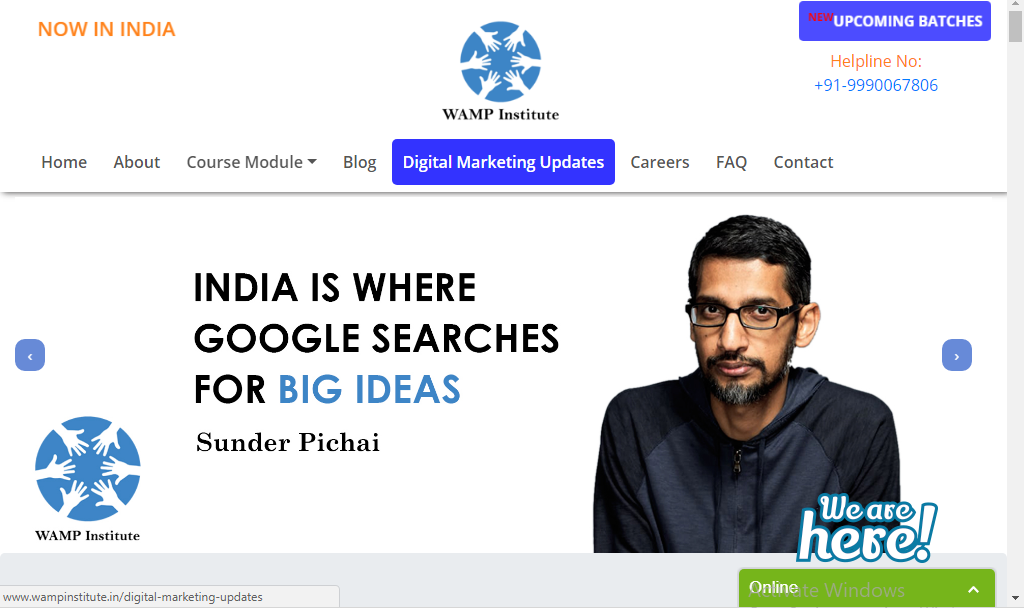 NOW IN INDIA
WAMP Institute
NEWUPCOMING BATCHES
Helpline No:
+91-9990067806
Home About Course Module Blog Digital Marketing Updates Careers FAQ Contact
INDIA IS WHERE
GOOGLE SEARCHES
FOR BIG IDEAS
Sunder Pichai
‹
›
WAMP Institute
We are
here!
Online
Activate Windows
www.wampinstitute.in/digital-marketing-updates